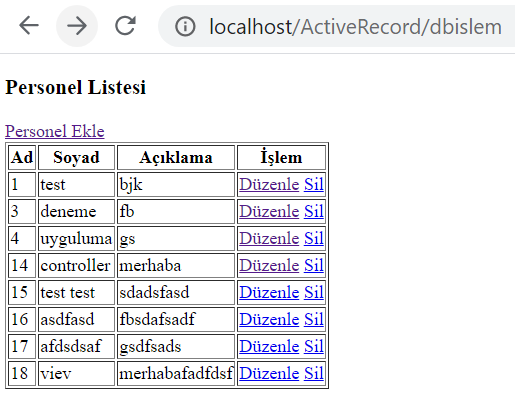 localhost/ActiveRecord/dbislem
Personel Listesi
Personel Ekle
Ad Soyad Açıklama İşlem
1 test bjk Düzenle Sil
3 deneme fb Düzenle Sil
4 uyguluma gs Düzenle Sil
14 controller merhaba Düzenle Sil
15 test test sdadsfasd Düzenle Sil
16 asdfasd fbsdafsadf Düzenle Sil
17 afdsdsaf gsdfsads Düzenle Sil
18 viev merhabafadfdsf Düzenle Sil